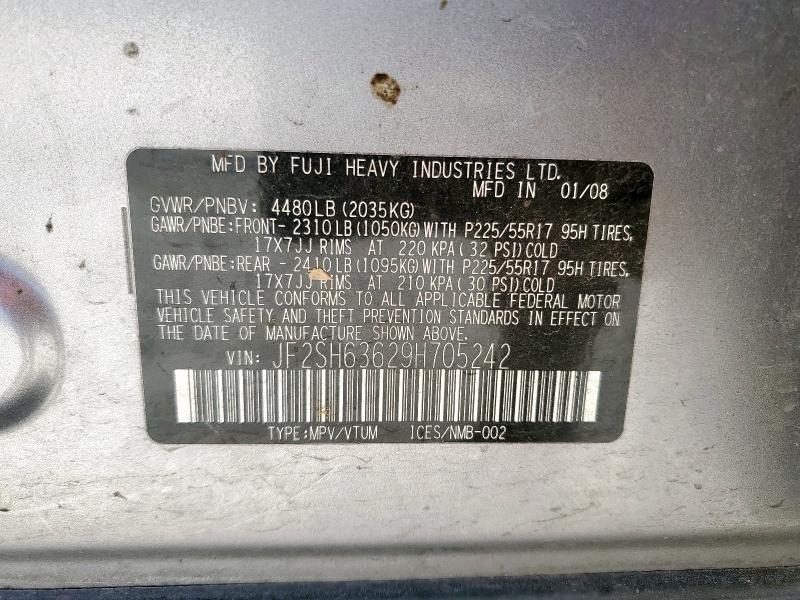 MFD BY FUJI HEAVY INDUSTRIES LTD.
MFD IN 01/08
GVWR/PNBV: 4480LB (2035KG)
GAWR/PNBE:FRONT- 2310LB (1050KG) WITH P225/55R17 95H TIRES,
17X7JJ RIMS AT 220 KPA( 32 PSI) COLD
GAWR/PNBE:REAR - 2410LB (1095KG) WITH P225/55R17 95H TIRES,
17X7JJ RIMS AT 210 KPA( 30 PSI) COLD
THIS VEHICLE CONFORMS TO ALL APPLICABLE FEDERAL MOTOR
VEHICLE SAFETY AND THEFT PREVENTION STANDARDS IN EFFECT ON
THE DATE OF MANUFACTURE SHOWN ABOVE.
VIN: JF2SH63629H705242
TYPE:MPV/VTUM ICES/NMB-002